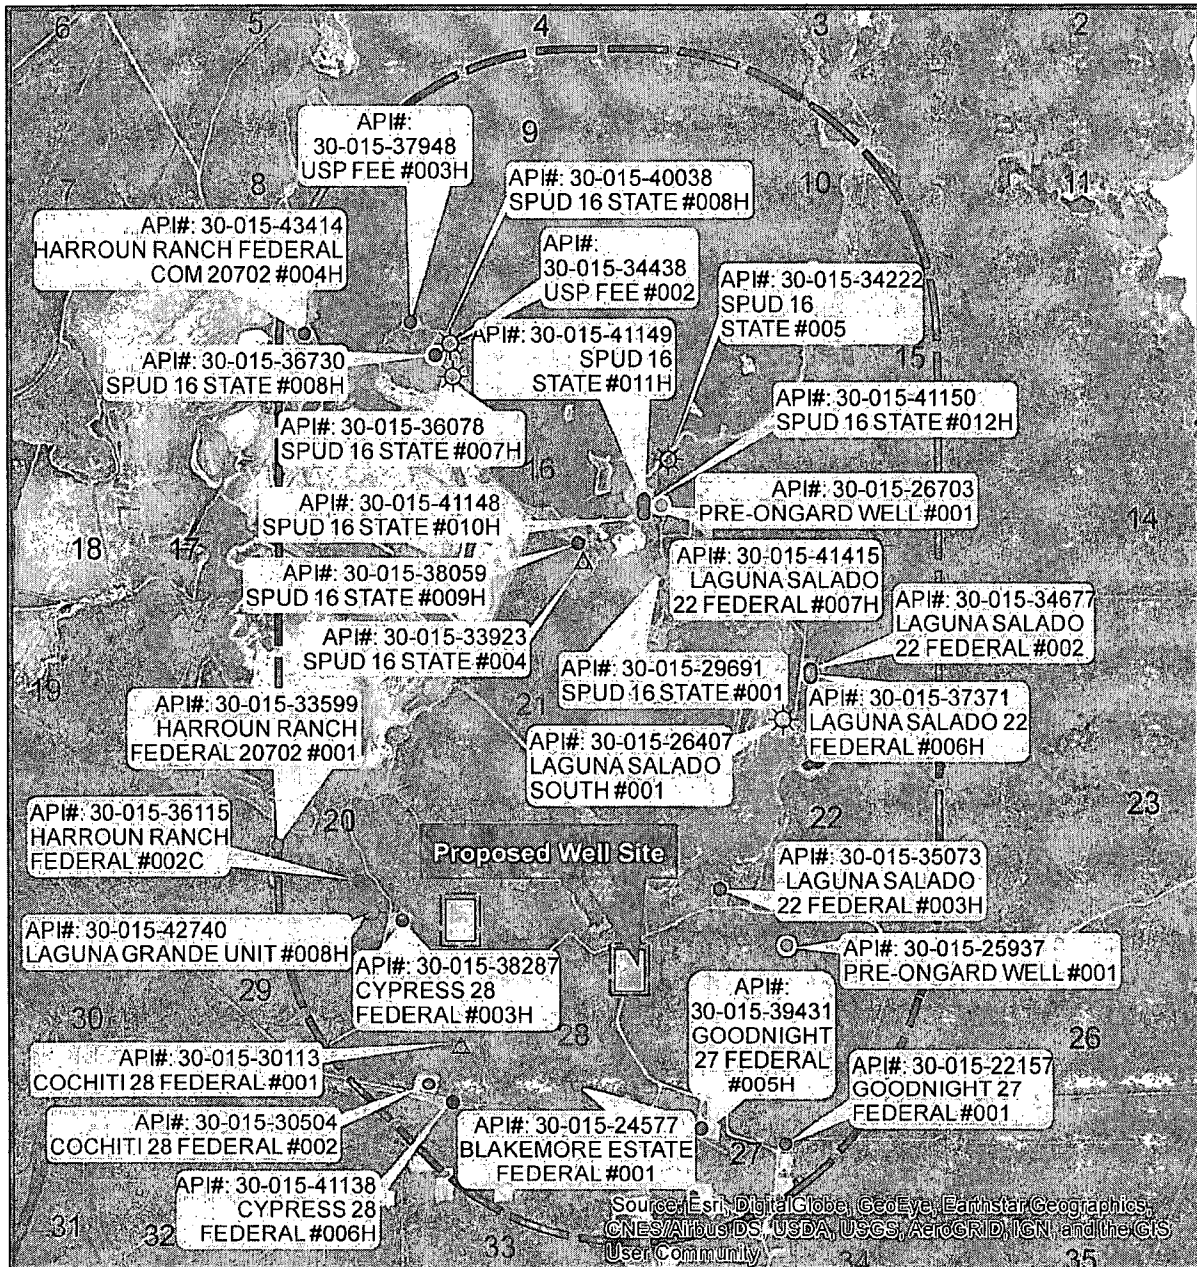 6
5
4
3
2
API#:
30-015-37948
USP FEE #003H
9
API#: 30-015-40038
SPUD 16 STATE #008H
10
11
7
8
API#: 30-015-43414
HARROUN RANCH FEDERAL
COM 20702 #004H
API#:
30-015-34438
USP FEE #002
API#: 30-015-34222
SPUD 16
STATE #005
API#: 30-015-36730
SPUD 16 STATE #008H
API#: 30-015-41149
SPUD 16
STATE #011H
15
API#: 30-015-41150
SPUD 16 STATE #012H
API#: 30-015-36078
SPUD 16 STATE #007H
16
API#: 30-015-41148
SPUD 16 STATE #010H
API#: 30-015-26703
PRE-ONGARD WELL #001
14
18
17
API#: 30-015-38059
SPUD 16 STATE #009H
API#: 30-015-41415
LAGUNA SALADO
22 FEDERAL #007H
API#: 30-015-34677
LAGUNA SALADO
22 FEDERAL #002
API#: 30-015-33923
SPUD 16 STATE #004
API#: 30-015-29691
SPUD 16 STATE #001
19
API#: 30-015-33599
HARROUN RANCH
FEDERAL 20702 #001
21
API#: 30-015-37371
LAGUNA SALADO 22
FEDERAL #006H
API#: 30-015-26407
LAGUNA SALADO
SOUTH #001
API#: 30-015-36115
HARROUN RANCH
FEDERAL #002C
20
22
23
Proposed Well Site
API#: 30-015-35073
LAGUNA SALADO
22 FEDERAL #003H
API#: 30-015-42740
LAGUNA GRANDE UNIT #008H
API#: 30-015-38287
CYPRESS 28
FEDERAL #003H
API#: 30-015-25937
PRE-ONGARD WELL #001
29
30
28
API#:
30-015-39431
GOODNIGHT
27 FEDERAL
#005H
26
API#: 30-015-30113
COCHITI 28 FEDERAL #001
API#: 30-015-22157
GOODNIGHT 27
FEDERAL #001
API#: 30-015-30504
COCHITI 28 FEDERAL #002
API#: 30-015-24577
BLAKEMORE ESTATE
FEDERAL #001
27
API#: 30-015-41138
CYPRESS 28
FEDERAL #006H
31
32
33
34
35
Source: Esri, DigitalGlobe, GeoEye, Earthstar Geographics,
CNES/Airbus DS, USDA, USGS, AeroGRID, IGN, and the GIS
User Community